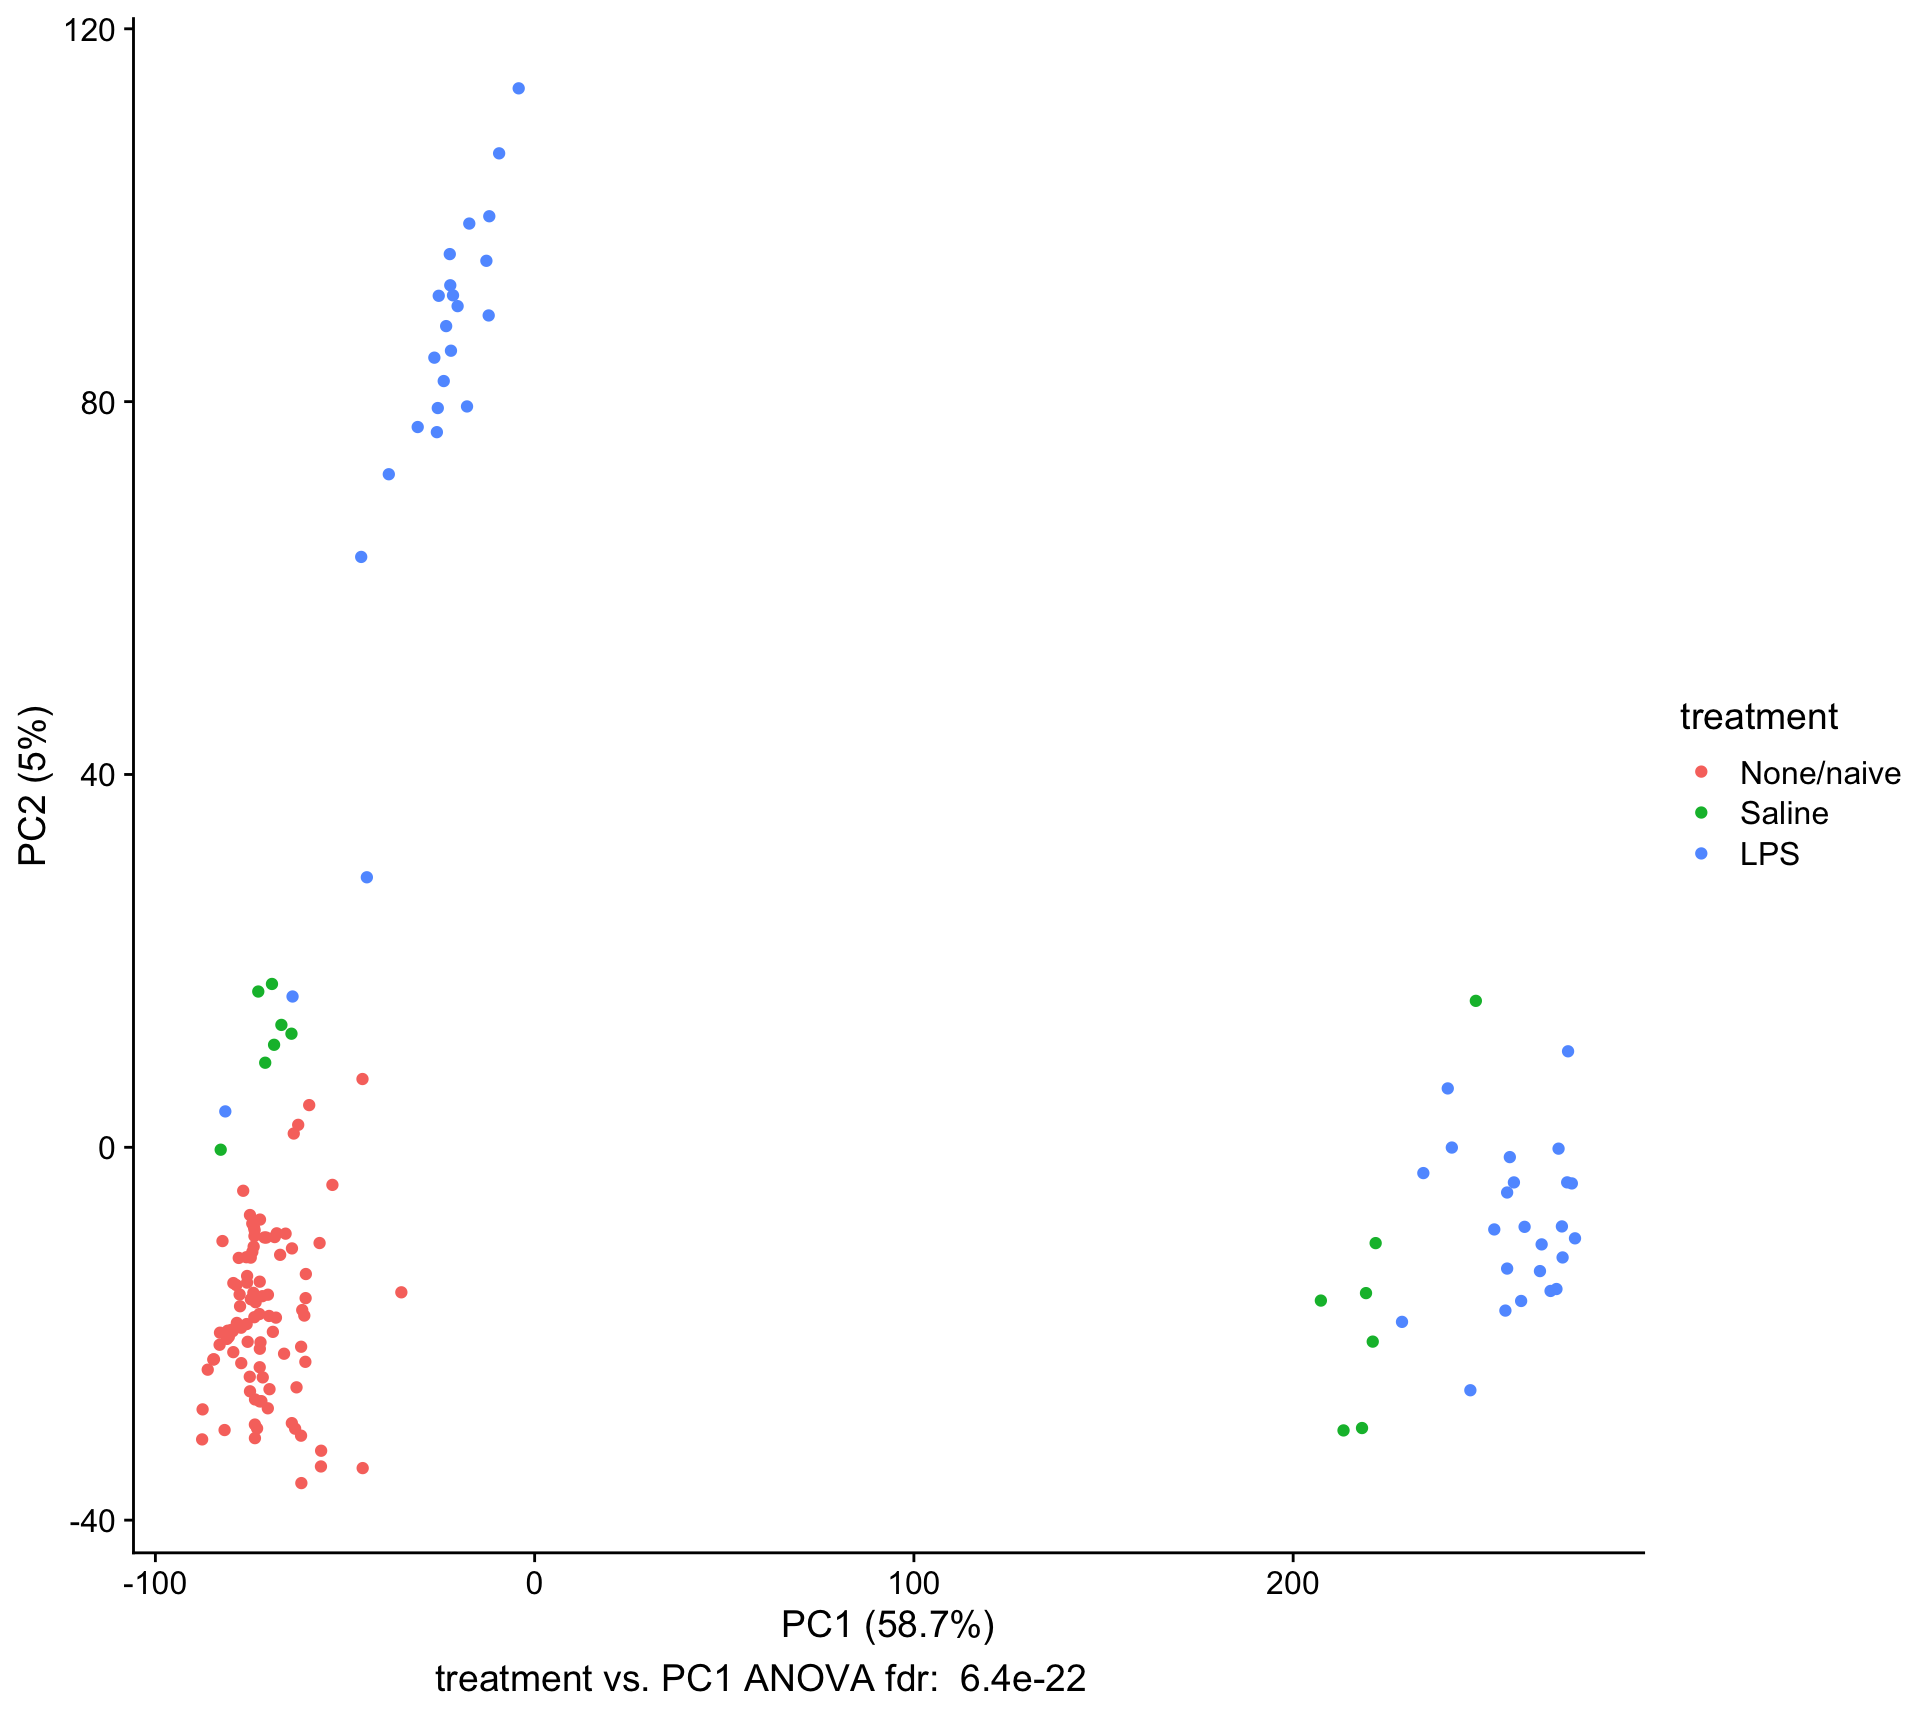 120
80
40
0
-40
PC2 (5%)
-100
0
100
200
PC1 (58.7%)
treatment vs. PC1 ANOVA fdr:  6.4e-22
treatment
None/naive
Saline
LPS